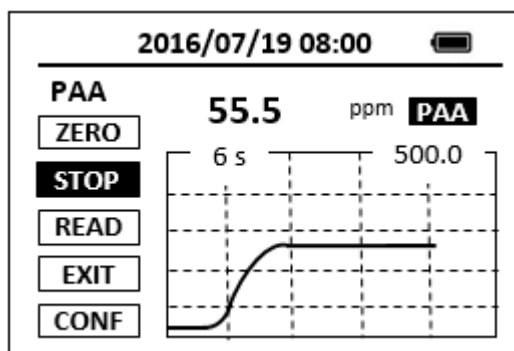 2016/07/19 08:00
PAA
55.5 ppm PAA
ZERO
6 s 500.0
STOP
READ
EXIT
CONF